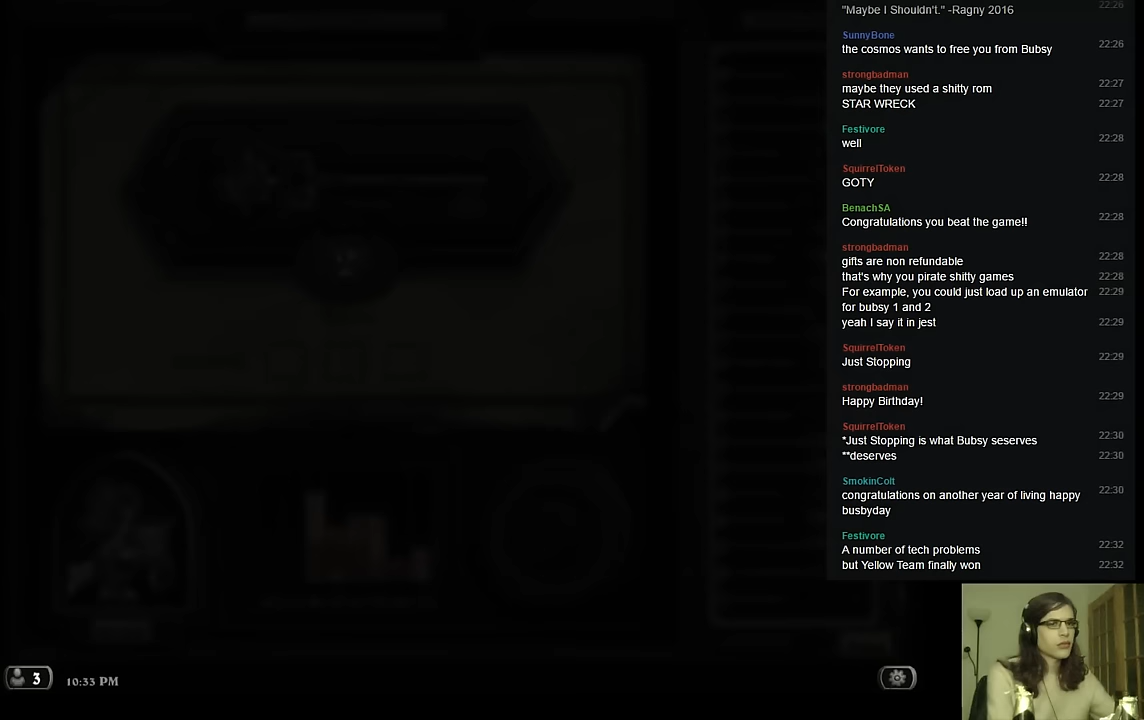 "Maybe I Shouldn't." -Ragny 2016 22:26
SunnyBone
the cosmos wants to free you from Bubsy 22:26
strongbadman
maybe they used a shitty rom 22:27
STAR WRECK 22:27
Festivore
well 22:28
SquirrelToken
GOTY 22:28
BenachSA
Congratulations you beat the game!! 22:28
strongbadman
gifts are non refundable 22:28
that's why you pirate shitty games 22:28
For example, you could just load up an emulator 22:29
for bubsy 1 and 2
yeah I say it in jest 22:29
SquirrelToken
Just Stopping 22:29
strongbadman
Happy Birthday! 22:29
SquirrelToken
*Just Stopping is what Bubsy seserves 22:30
**deserves 22:30
SmokinColt
congratulations on another year of living happy 22:30
busbyday
Festivore
A number of tech problems 22:32
but Yellow Team finally won 22:32
3 10:33 PM